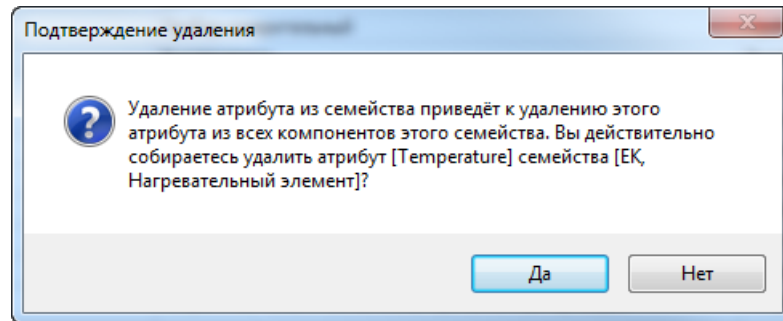 Подтверждение удаления
Удаление атрибута из семейства приведёт к удалению этого
атрибута из всех компонентов этого семейства. Вы действительно
собираетесь удалить атрибут [Temperature] семейства [EK,
Нагревательный элемент]?
Да
Нет